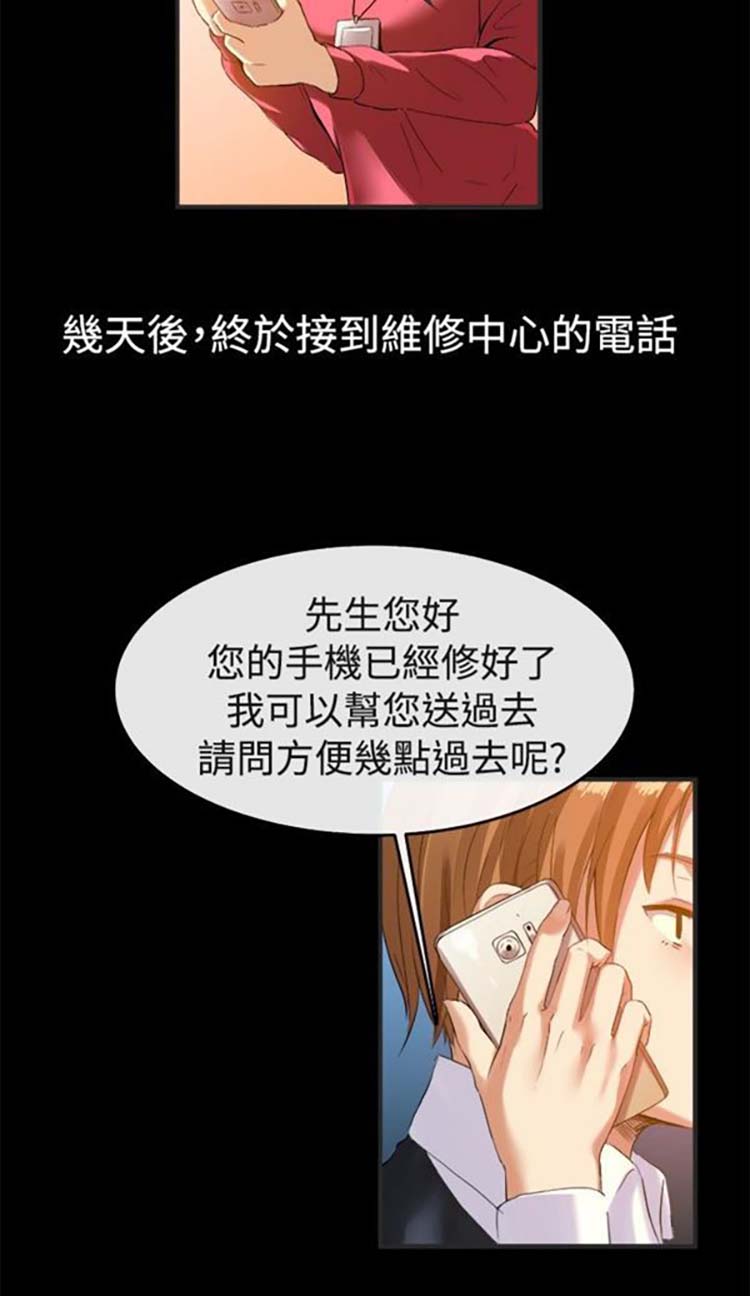 幾天後,終於接到維修中心的電話
先生您好
您的手機已經修好了
我可以幫您送過去
請問方便幾點過去呢?